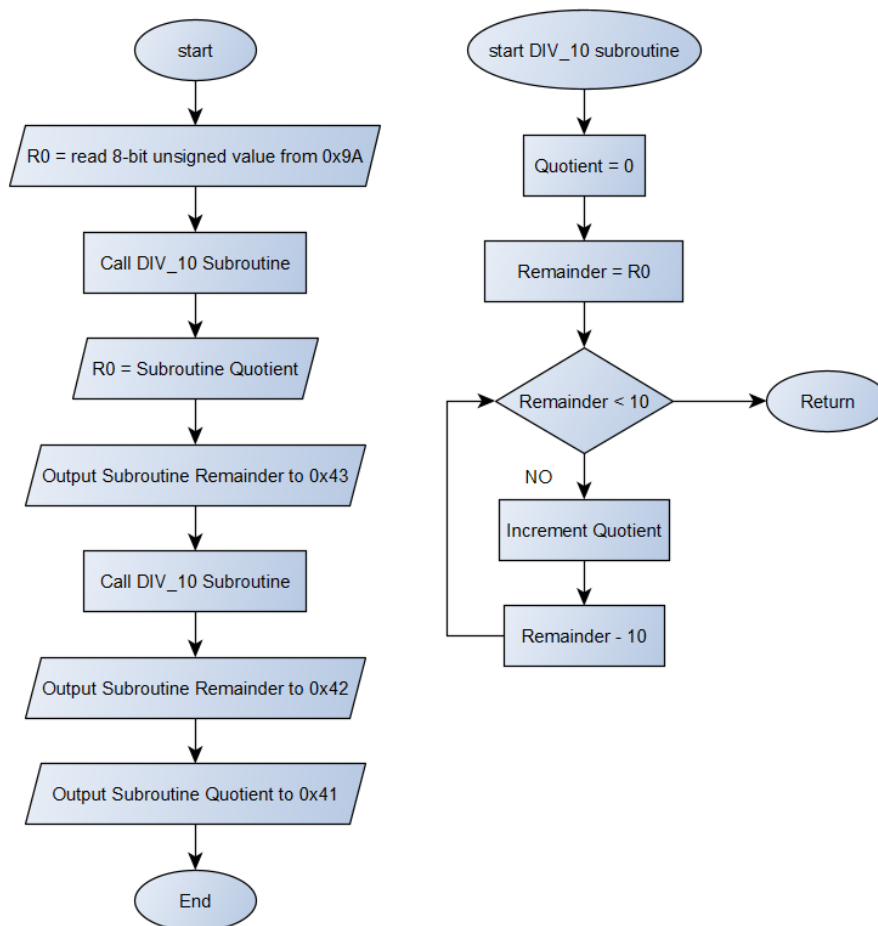 start
R0 = read 8-bit unsigned value from 0x9A
Call DIV_10 Subroutine
R0 = Subroutine Quotient
Output Subroutine Remainder to 0x43
Call DIV_10 Subroutine
Output Subroutine Remainder to 0x42
Output Subroutine Quotient to 0x41
End
start DIV_10 subroutine
Quotient = 0
Remainder = R0
Remainder < 10
Return
NO
Increment Quotient
Remainder - 10